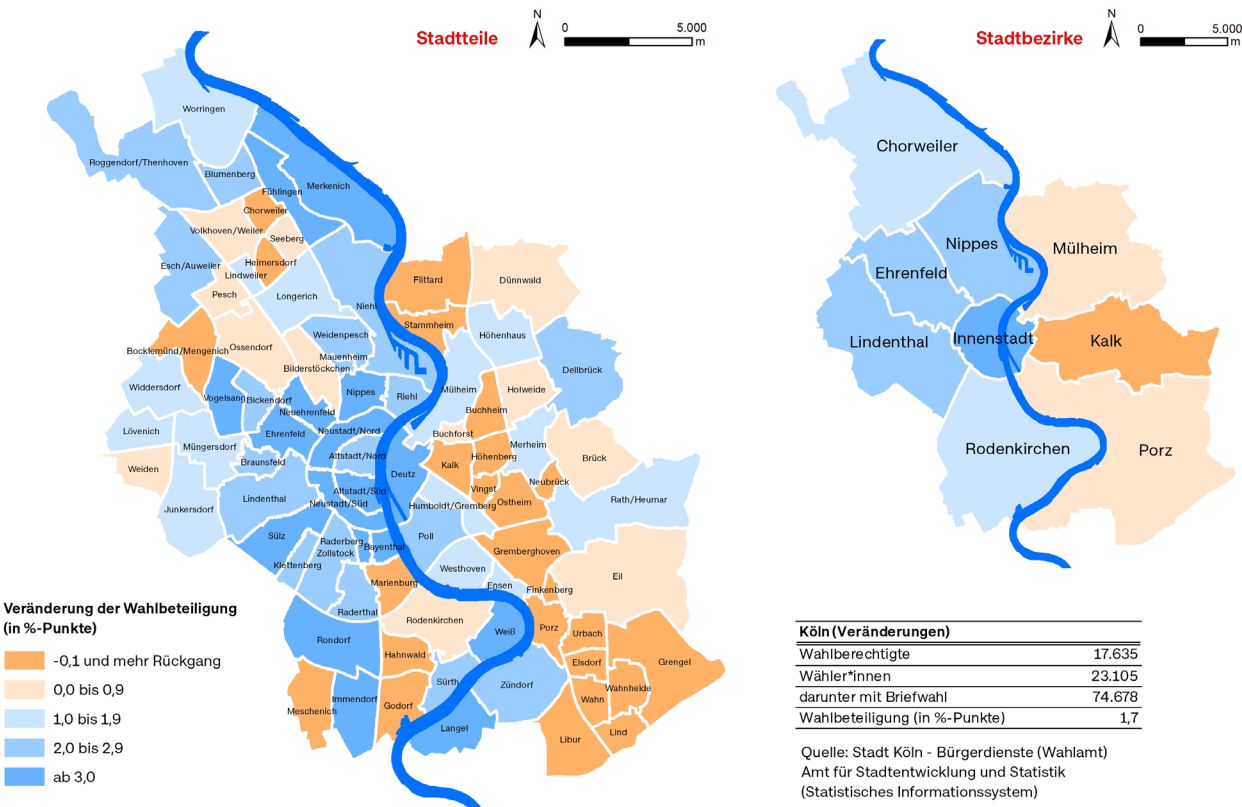 Stadtteile
N
0
5.000
m
Stadtbezirke
N
0
5.000
m
Worringen
Roggendorf/Thenhoven
Blumenberg
Fühlingen
Merkenich
Chorweiler
Volkhoven/Weiler
Seeberg
Esch/Auweiler
Heimersdorf
Lindweiler
Pesch
Longerich
Niehl
Flittard
Dünnwald
Stammheim
Höhenhaus
Weidenpesch
Bocklemünd/Mengenich
Ossendorf
Mauenheim
Bilderstöckchen
Dellbrück
Widdersdorf
Vogelsang
Bickendorf
Nippes
Riehl
Mülheim
Holweide
Neuehrenfeld
Buchheim
Lövenich
Ehrenfeld
Neustadt/Nord
Buchforst
Müngersdorf
Merheim
Weiden
Braunsfeld
Altstadt/Nord
Kalk
Höhenberg
Brück
Deutz
Neubrück
Junkersdorf
Lindenthal
Altstadt/Süd
Neustadt/Süd
Vingst
Ostheim
Rath/Heumar
Humboldt/Gremberg
Sülz
Raderberg
Zollstock
Bayenthal
Poll
Gremberghoven
Klettenberg
Westhoven
Marienburg
Ensen
Finkenberg
Eil
Raderthal
Rodenkirchen
Rondorf
Weiß
Porz
Urbach
Hahnwald
Elsdorf
Grengel
Sürth
Zündorf
Wahnheide
Wahn
Meschenich
Immendorf
Godorf
Langel
Lind
Libur
Chorweiler
Nippes
Mülheim
Ehrenfeld
Lindenthal
Innenstadt
Kalk
Rodenkirchen
Porz
Veränderung der Wahlbeteiligung
(in %-Punkte)
-0,1 und mehr Rückgang
0,0 bis 0,9
1,0 bis 1,9
2,0 bis 2,9
ab 3,0
Köln (Veränderungen)
Wahlberechtigte 17.635
Wähler*innen 23.105
darunter mit Briefwahl 74.678
Wahlbeteiligung (in %-Punkte) 1,7
Quelle: Stadt Köln - Bürgerdienste (Wahlamt)
Amt für Stadtentwicklung und Statistik
(Statistisches Informationssystem)